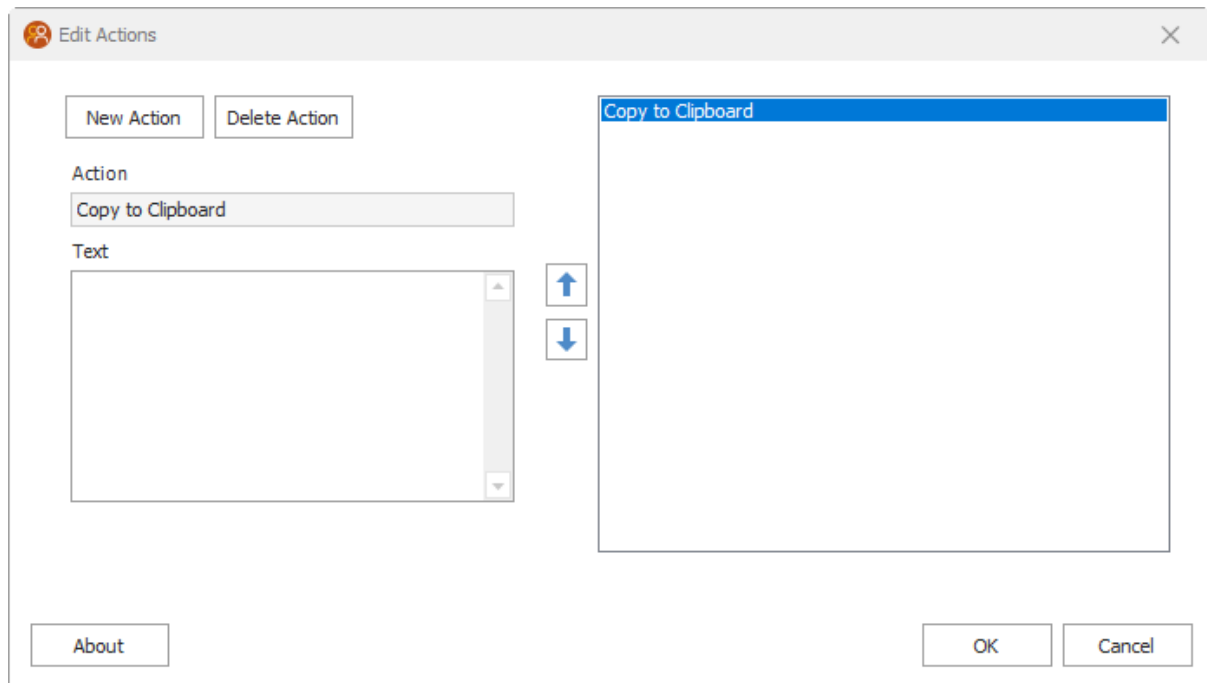 Edit Actions
New Action
Delete Action
Action
Copy to Clipboard
Text
Copy to Clipboard
About
OK
Cancel